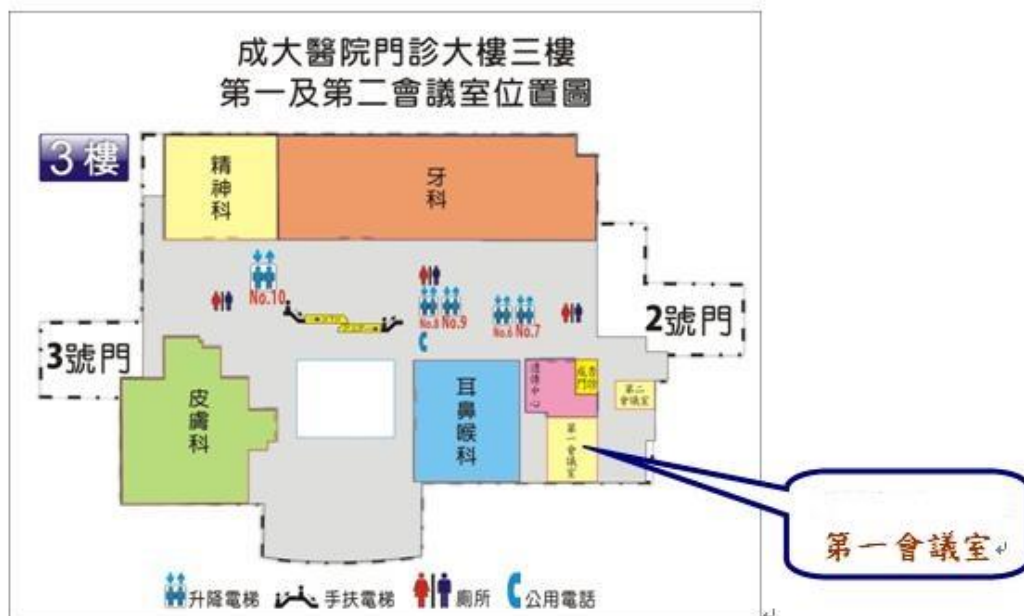 成大醫院門診大樓三樓
第一及第二會議室位置圖
3樓
精神科
牙科
No.10
No.8 No.9
No.6 No.7
2號門
3號門
皮膚科
耳鼻喉科
遺傳中心
第二
會議室
第一會議室
第一會議室
升降電梯
手扶電梯
廁所
公用電話